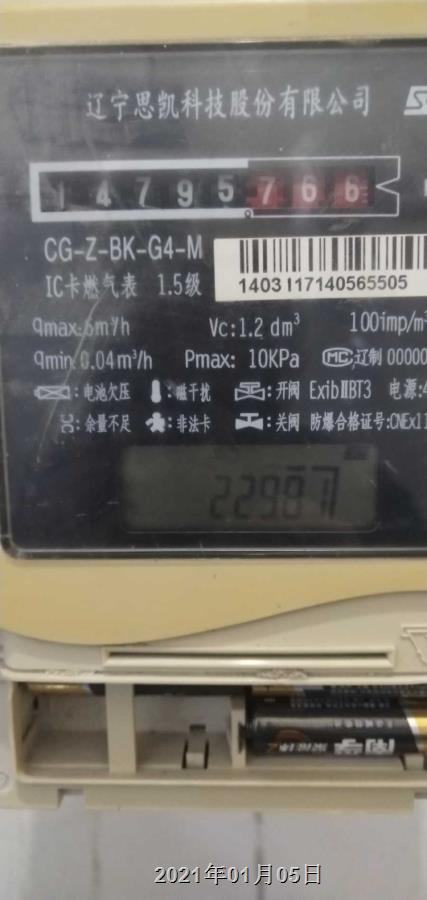 辽宁思凯科技股份有限公司
14795766
CG-Z-BK-G4-M
IC卡燃气表 1.5级
1403117140565505
qmax:6m³/h Vc:1.2 dm³ 100imp/m³
qmin:0.04m³/h Pmax: 10KPa MC 辽制 00000
:电池欠压 :磁干扰 :开阀 ExibⅡBT3 电源:4
:余量不足 :非法卡 :关阀 防爆合格证号:CNEx11
22987
2021年01月05日